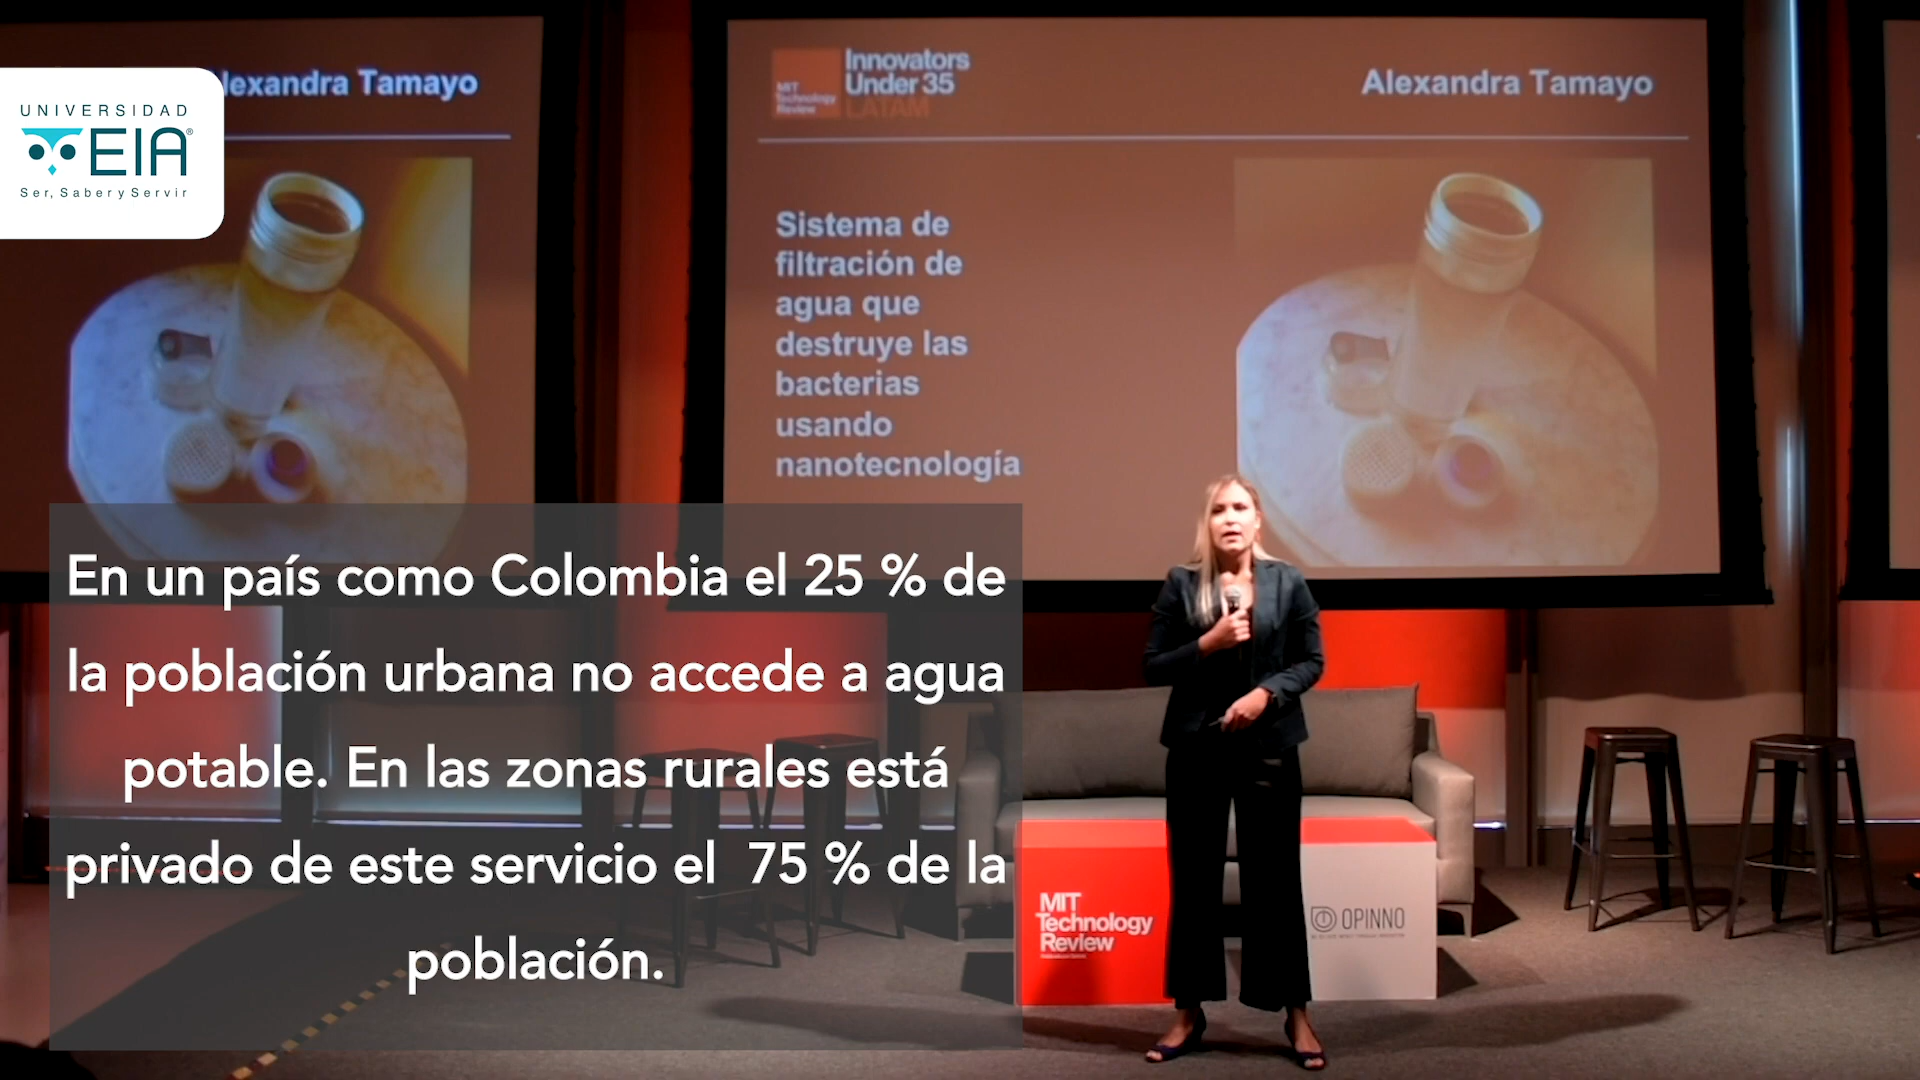 UNIVERSIDAD
EIA®
Ser, Saber y Servir
lexandra Tamayo
MIT
Technology
Review
Innovators
Under 35
LATAM
Alexandra Tamayo
Sistema de
filtración de
agua que
destruye las
bacterias
usando
nanotecnología
En un país como Colombia el 25 % de
la población urbana no accede a agua
potable. En las zonas rurales está
privado de este servicio el 75 % de la
población.
MIT
Technology
Review
OPINNO